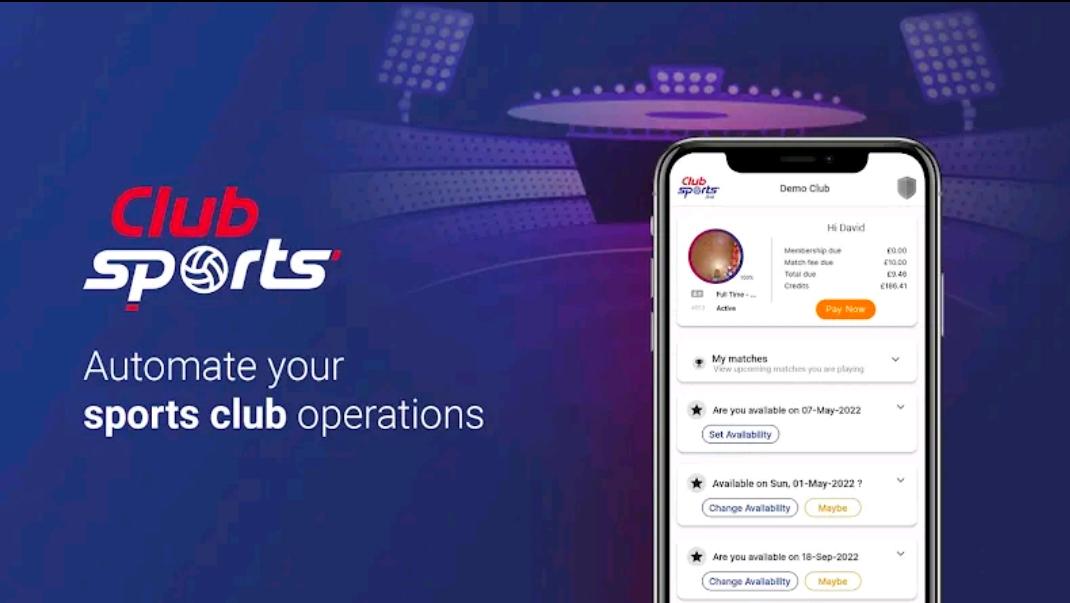 Club
sports
Automate your
sports club operations
Club
sports
Demo Club
Hi David
Membership due £0.00
Match fee due £10.00
Total due £9.46
Credits £186.41
100%
Full Time - ...
Active
Pay Now
My matches
View upcoming matches you are playing
Are you available on 07-May-2022
Set Availability
Available on Sun, 01-May-2022 ?
Change Availability Maybe
Are you available on 18-Sep-2022
Change Availability Maybe